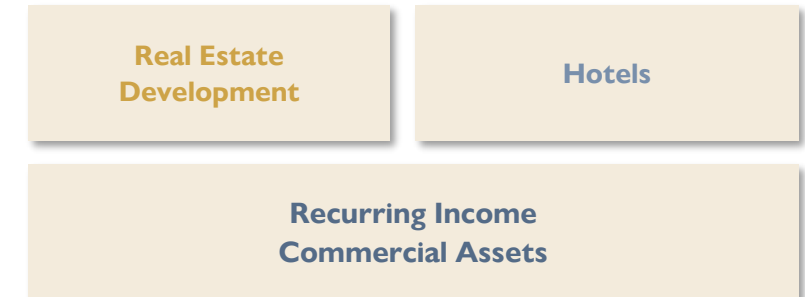 Real Estate
Development
Hotels
Recurring Income
Commercial Assets